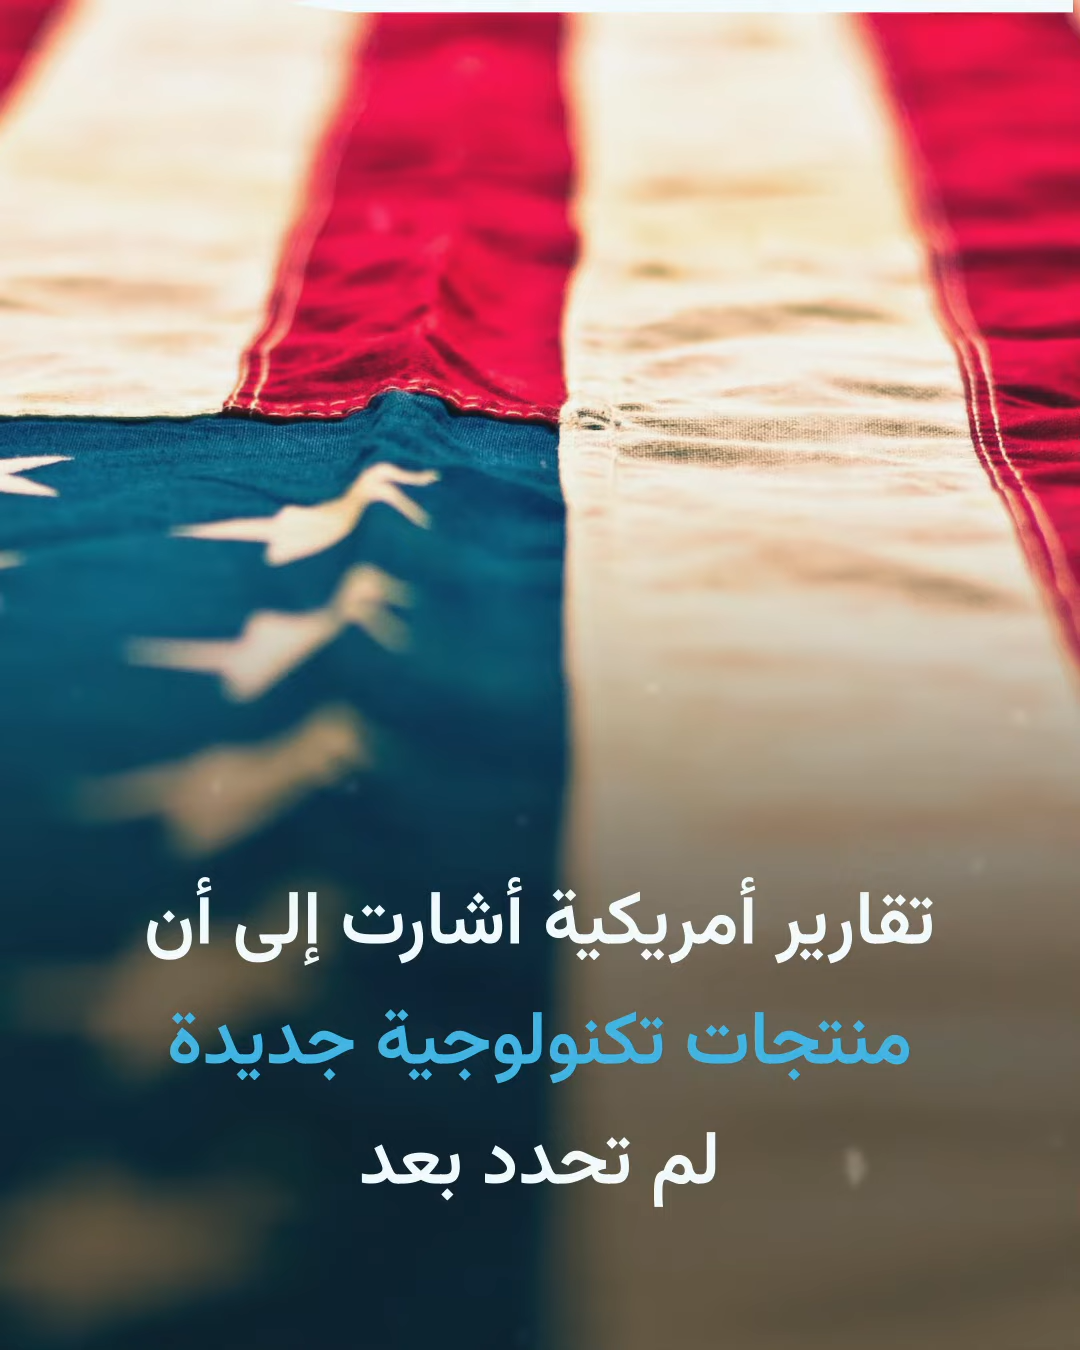 تقارير أمريكية أشارت إلى أن
منتجات تكنولوجية جديدة
لم تحدد بعد